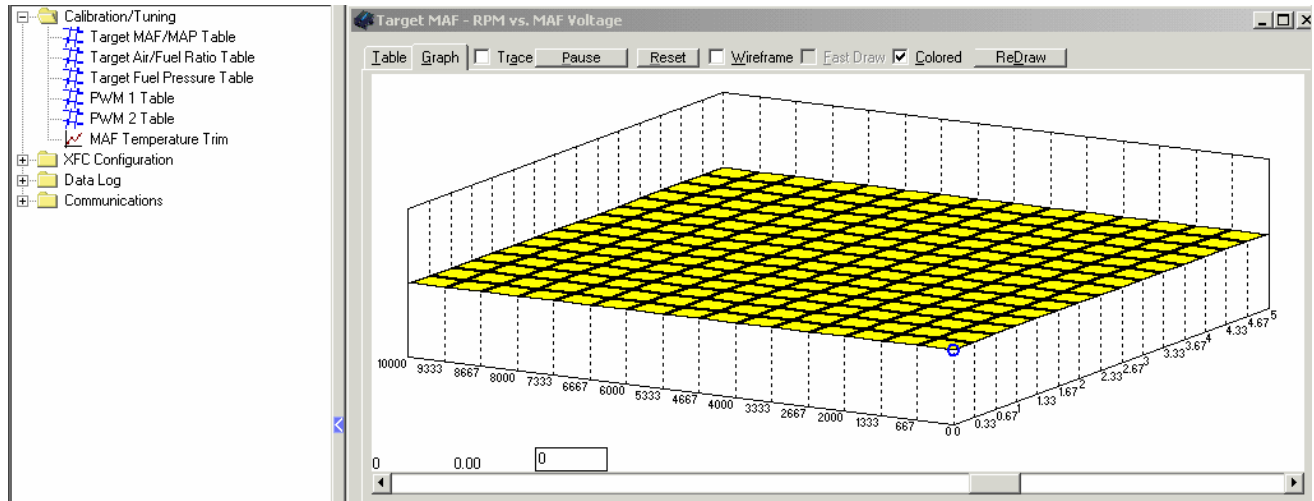 Calibration/Tuning
Target MAF/MAP Table
Target Air/Fuel Ratio Table
Target Fuel Pressure Table
PWM 1 Table
PWM 2 Table
MAF Temperature Trim
XFC Configuration
Data Log
Communications
Target MAF - RPM vs. MAF Voltage
Table Graph Trace Pause Reset Wireframe Fast Draw Colored ReDraw
10000 9333 8667 8000 7333 6667 6000 5333 4667 4000 3333 2667 2000 1333 667 0
0 0.33 0.67 1 1.33 1.67 2 2.33 2.67 3 3.33 3.67 4 4.33 4.67 5
0 0.00 0